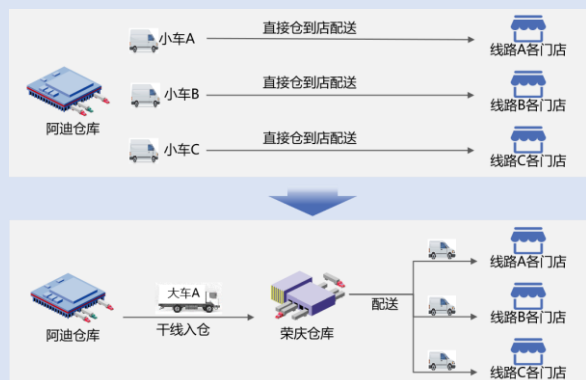 小车A
直接仓到店配送
线路A各门店
小车B
直接仓到店配送
线路B各门店
阿迪仓库
小车C
直接仓到店配送
线路C各门店
线路A各门店
大车A
配送
线路B各门店
阿迪仓库
干线入仓
荣庆仓库
线路C各门店